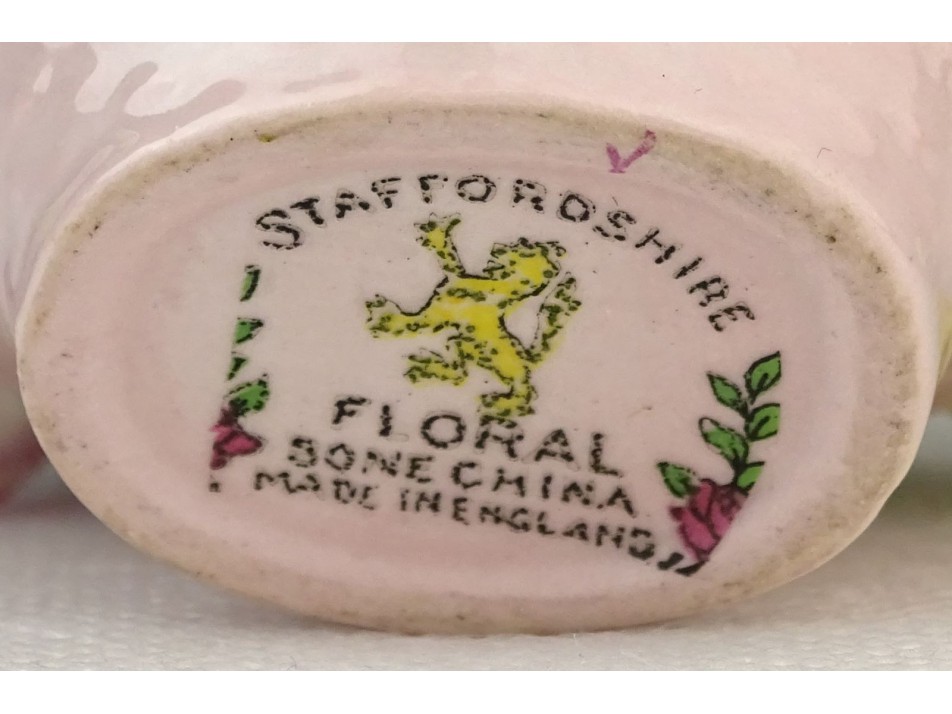 STAFFORDSHIRE
FLORAL
BONE CHINA
MADE IN ENGLAND